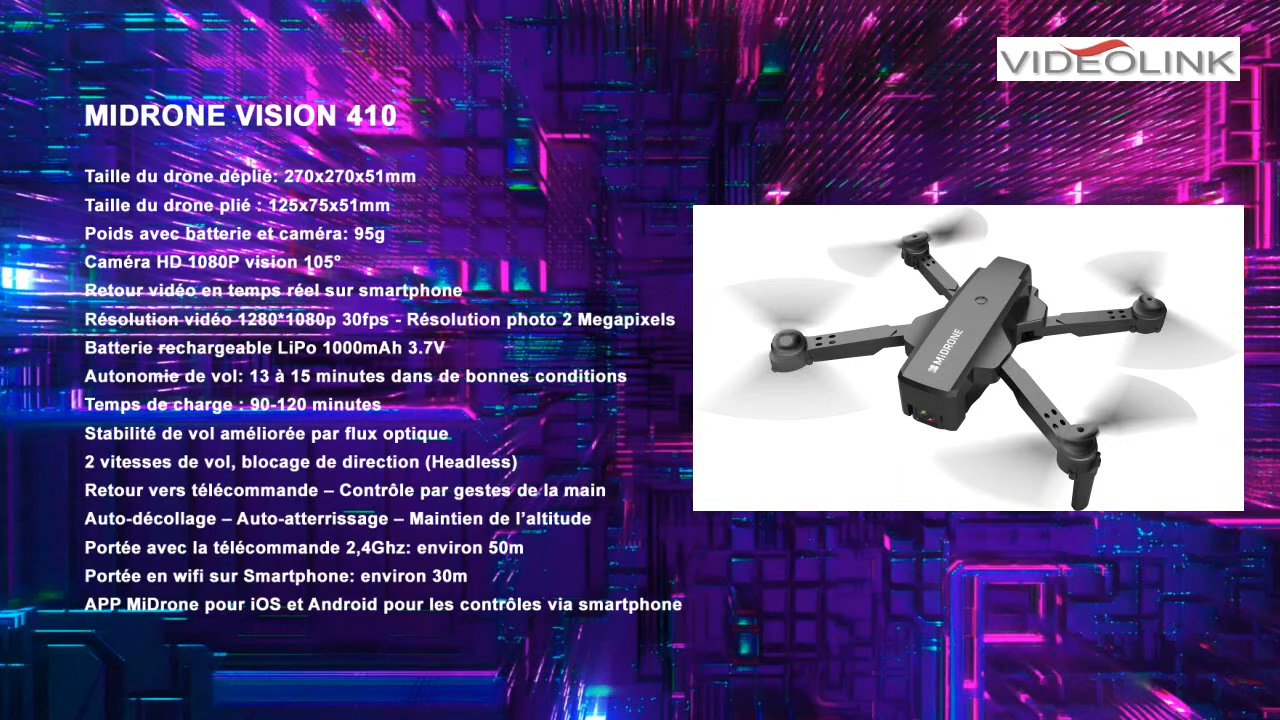 VIDEOLINK
MIDRONE VISION 410
Taille du drone déplié: 270x270x51mm
Taille du drone plié : 125x75x51mm
Poids avec batterie et caméra: 95g
Caméra HD 1080P vision 105°
Retour vidéo en temps réel sur smartphone
Résolution vidéo 1280*1080p 30fps - Résolution photo 2 Megapixels
Batterie rechargeable LiPo 1000mAh 3.7V
Autonomie de vol: 13 à 15 minutes dans de bonnes conditions
Temps de charge : 90-120 minutes
Stabilité de vol améliorée par flux optique
2 vitesses de vol, blocage de direction (Headless)
Retour vers télécommande – Contrôle par gestes de la main
Auto-décollage – Auto-atterrissage – Maintien de l’altitude
Portée avec la télécommande 2,4Ghz: environ 50m
Portée en wifi sur Smartphone: environ 30m
APP MiDrone pour iOS et Android pour les contrôles via smartphone
MiDRONE